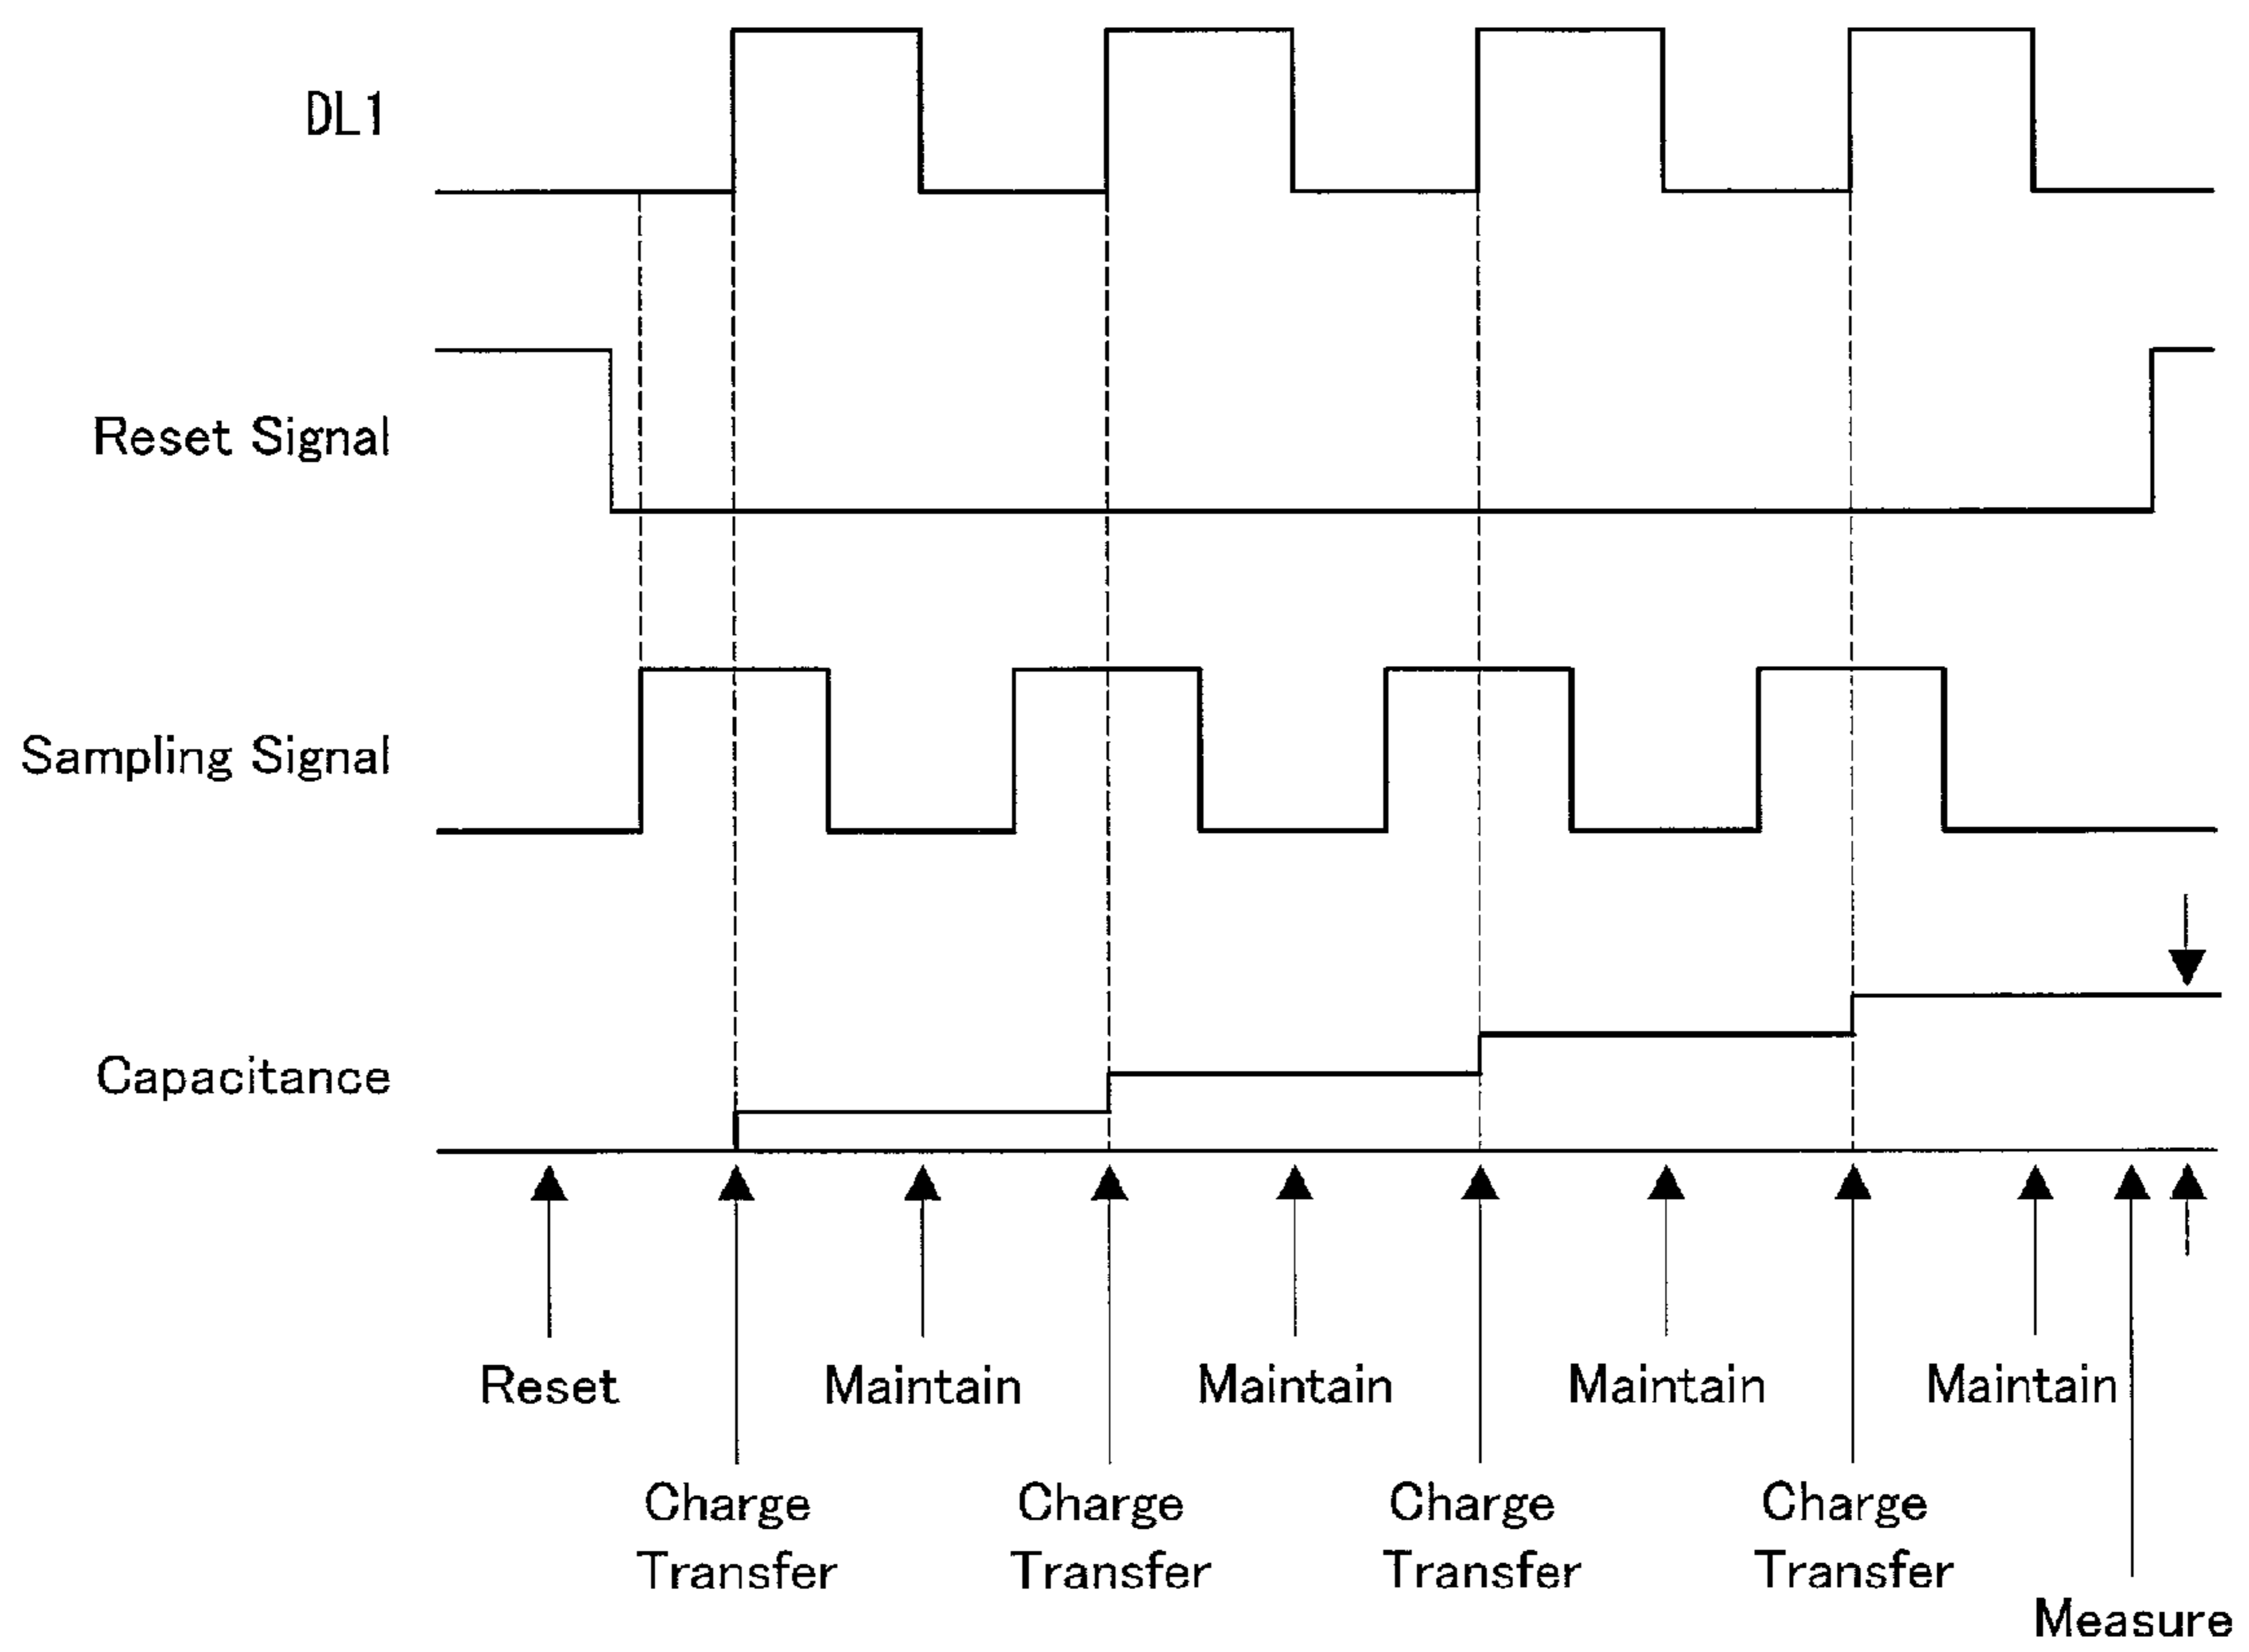 DL1
Reset Signal
Sampling Signal
Capacitance
Reset
Maintain
Maintain
Maintain
Maintain
Charge
Transfer
Charge
Transfer
Charge
Transfer
Charge
Transfer
Measure